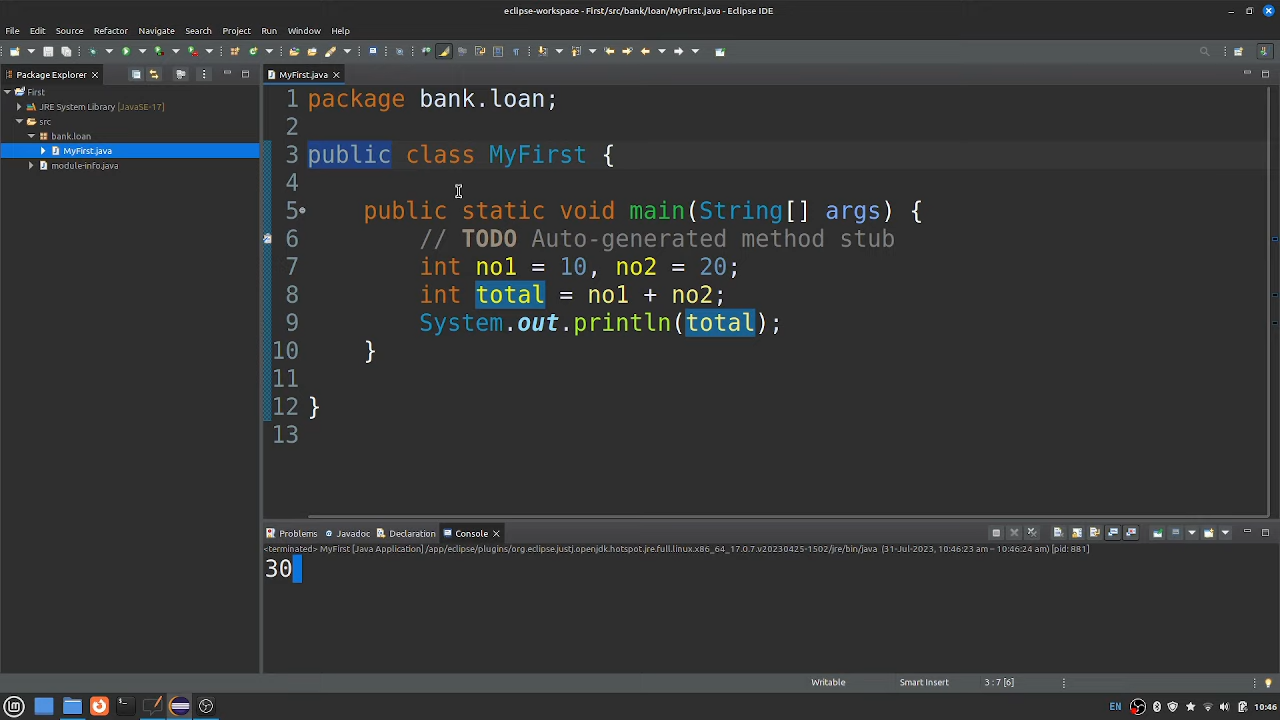 eclipse-workspace - First/src/bank/loan/MyFirst.java - Eclipse IDE
File Edit Source Refactor Navigate Search Project Run Window Help
Package Explorer
MyFirst.java
First
JRE System Library [JavaSE-17]
src
bank.loan
MyFirst.java
module-info.java
1 package bank.loan;
2
3 public class MyFirst {
4
5 public static void main(String[] args) {
6 // TODO Auto-generated method stub
7 int no1 = 10, no2 = 20;
8 int total = no1 + no2;
9 System.out.println(total);
10 }
11
12 }
13
Problems Javadoc Declaration Console
<terminated> MyFirst [Java Application] /app/eclipse/plugins/org.eclipse.justj.openjdk.hotspot.jre.full.linux.x86_64_17.0.7.v20230425-1502/jre/bin/java (31-Jul-2023, 10:46:23 am – 10:46:24 am) [pid: 881]
30
Writable Smart Insert 3 : 7 [6]
EN 10:46